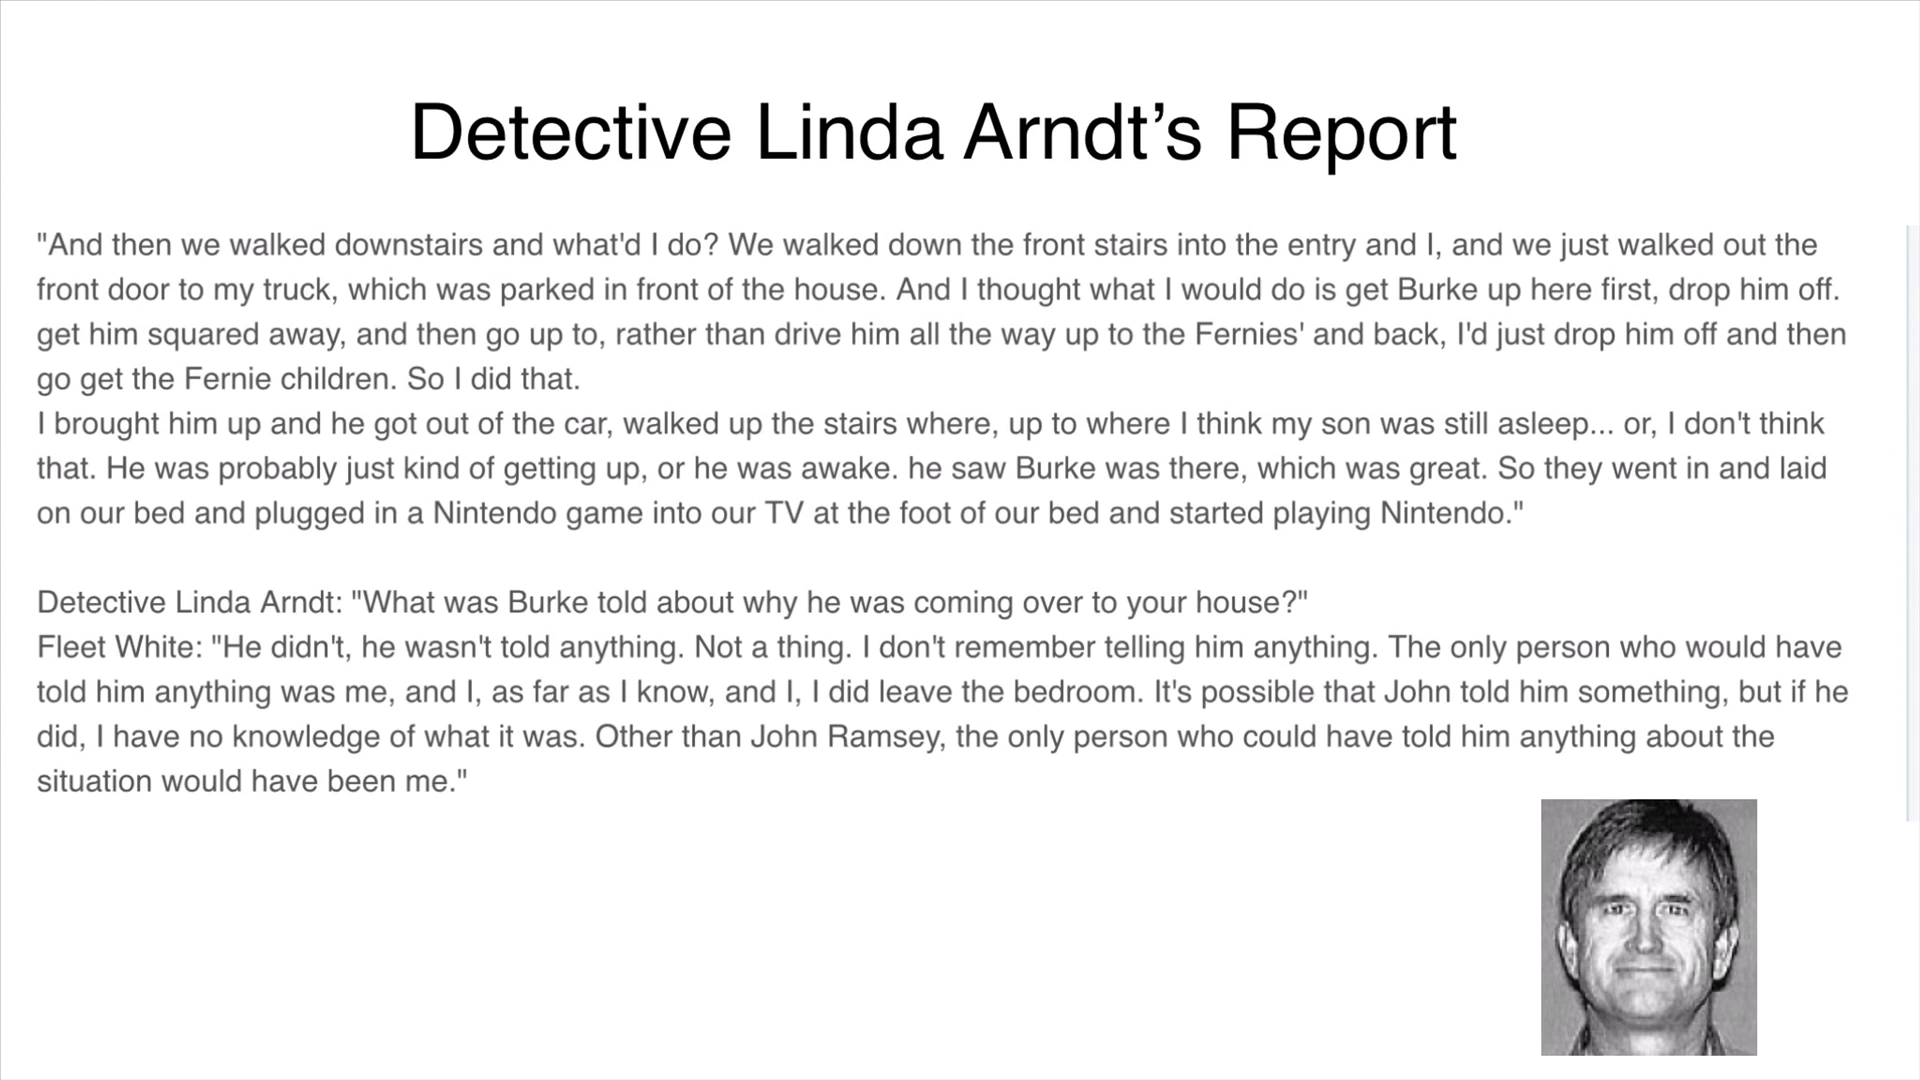 Detective Linda Arndt’s Report
"And then we walked downstairs and what'd I do? We walked down the front stairs into the entry and I, and we just walked out the
front door to my truck, which was parked in front of the house. And I thought what I would do is get Burke up here first, drop him off.
get him squared away, and then go up to, rather than drive him all the way up to the Fernies' and back, I'd just drop him off and then
go get the Fernie children. So I did that.
I brought him up and he got out of the car, walked up the stairs where, up to where I think my son was still asleep... or, I don't think
that. He was probably just kind of getting up, or he was awake. he saw Burke was there, which was great. So they went in and laid
on our bed and plugged in a Nintendo game into our TV at the foot of our bed and started playing Nintendo."
Detective Linda Arndt: "What was Burke told about why he was coming over to your house?"
Fleet White: "He didn't, he wasn't told anything. Not a thing. I don't remember telling him anything. The only person who would have
told him anything was me, and I, as far as I know, and I, I did leave the bedroom. It's possible that John told him something, but if he
did, I have no knowledge of what it was. Other than John Ramsey, the only person who could have told him anything about the
situation would have been me."